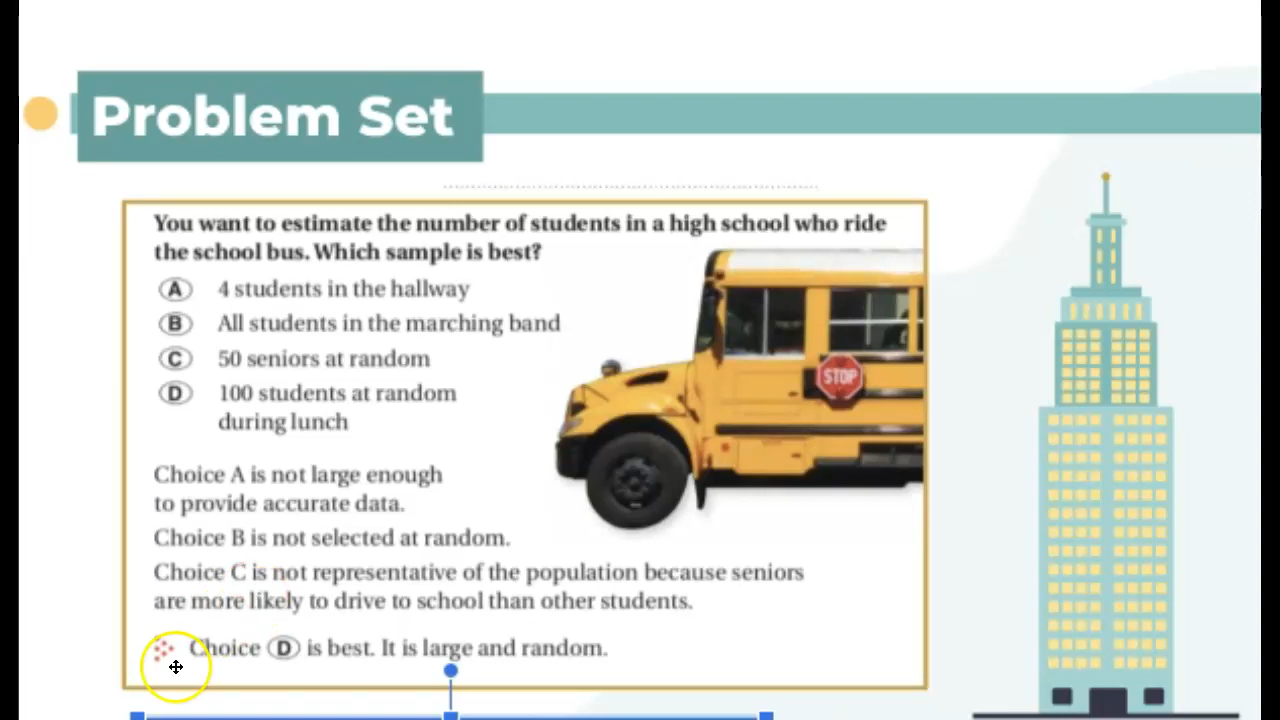 Problem Set
You want to estimate the number of students in a high school who ride
the school bus. Which sample is best?
A 4 students in the hallway
B All students in the marching band
C 50 seniors at random
D 100 students at random
during lunch
STOP
Choice A is not large enough
to provide accurate data.
Choice B is not selected at random.
Choice C is not representative of the population because seniors
are more likely to drive to school than other students.
Choice D is best. It is large and random.